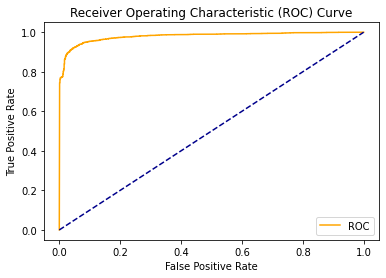 Receiver Operating Characteristic (ROC) Curve
1.0
0.8
0.6
0.4
0.2
0.0
True Positive Rate
ROC
0.0 0.2 0.4 0.6 0.8 1.0
False Positive Rate